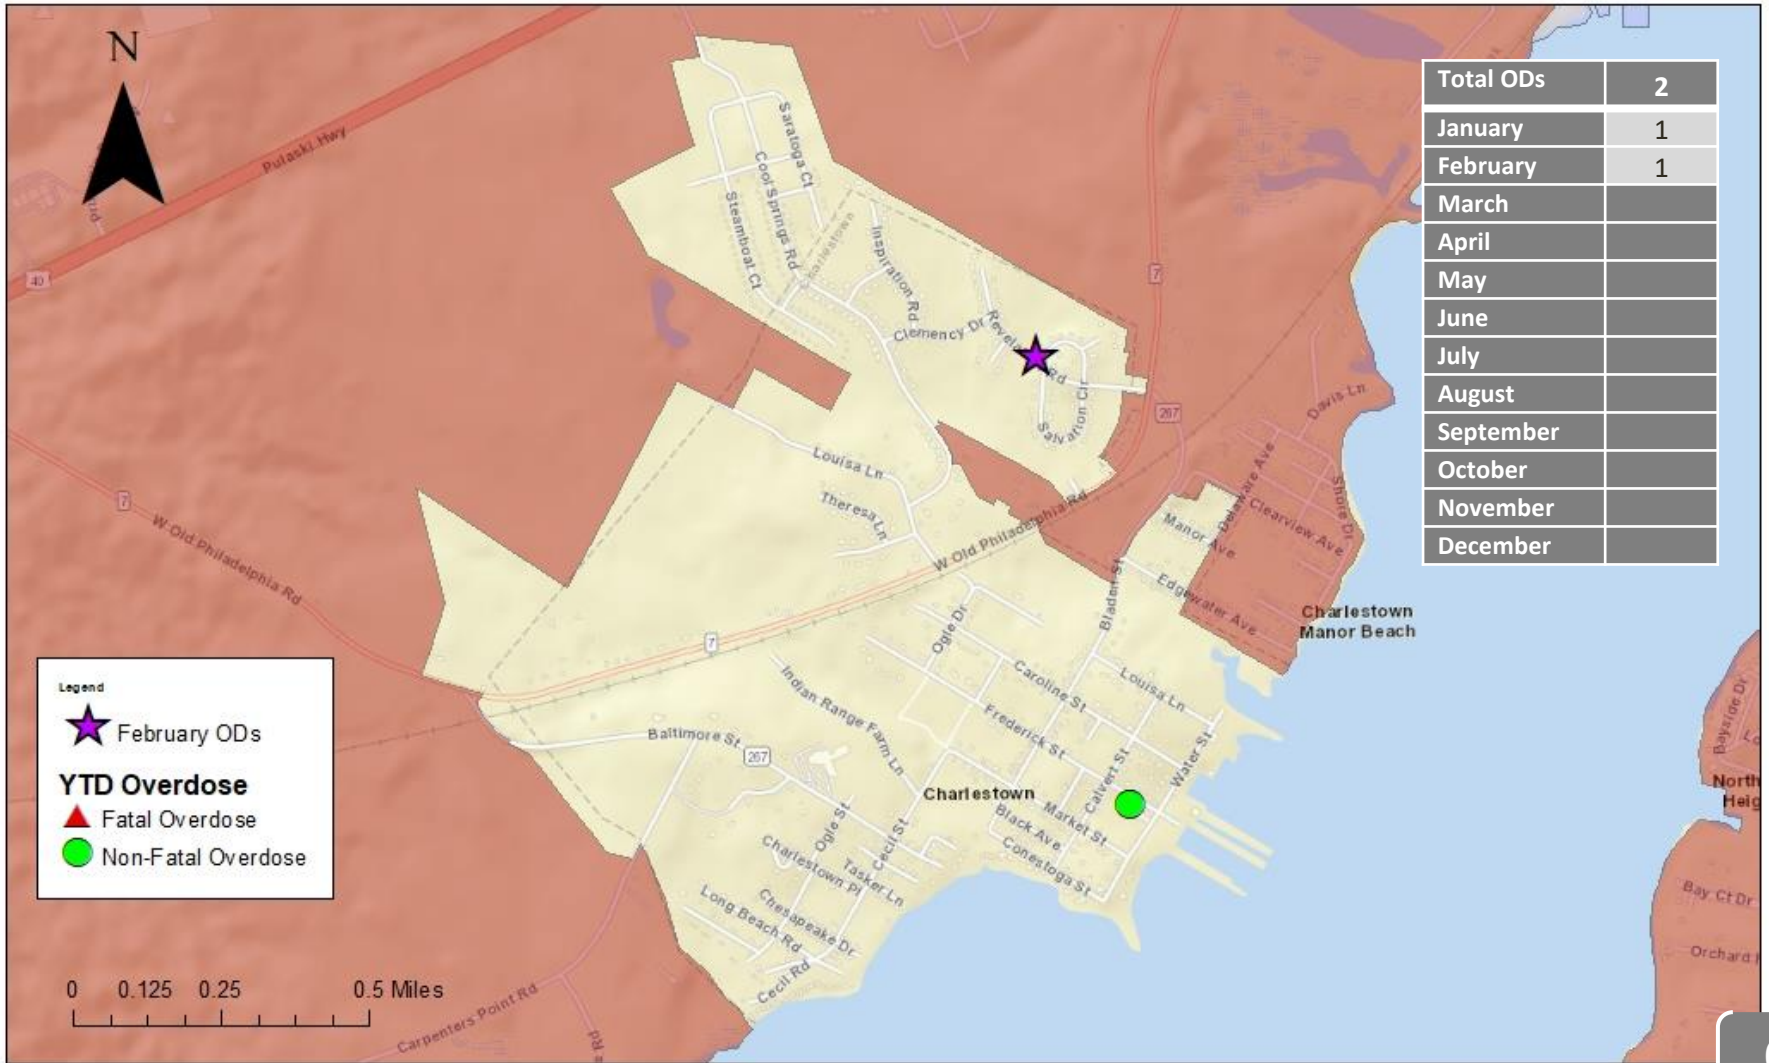 N
Total ODs 2
January 1
February 1
March
April
May
June
July
August
September
October
November
December
Pulaski Hwy
40
Saratoga Ct
Cool Springs Rd
Steamboat Ct
Charlestown
Inspiration Rd
Clemency Dr
Rd
Salvation Cir
7
267
Davis Ln
Delaware Ave
Shore Dr
Clearview Ave
Manor Ave
Edgewater Ave
Charlestown
Manor Beach
Louisa Ln
Theresa Ln
W Old Philadelphia Rd
7
W Old Philadelphia Rd
7
Bladen St
Ogle Dr
Caroline St
Louisa Ln
Frederick St
Water St
Calvert St
Indian Range Farm Ln
Baltimore St
267
Charlestown
Market St
Black Ave
Conestoga St
Ogle St
Cecil St
Charlestown Pl
Tasker Ln
Chesapeake Dr
Long Beach Rd
Cecil Rd
Carpenters Point Rd
Bayside Dr
North
Heig
Bay Ct Dr
Orchard
Legend
February ODs
YTD Overdose
Fatal Overdose
Non-Fatal Overdose
0 0.125 0.25 0.5 Miles